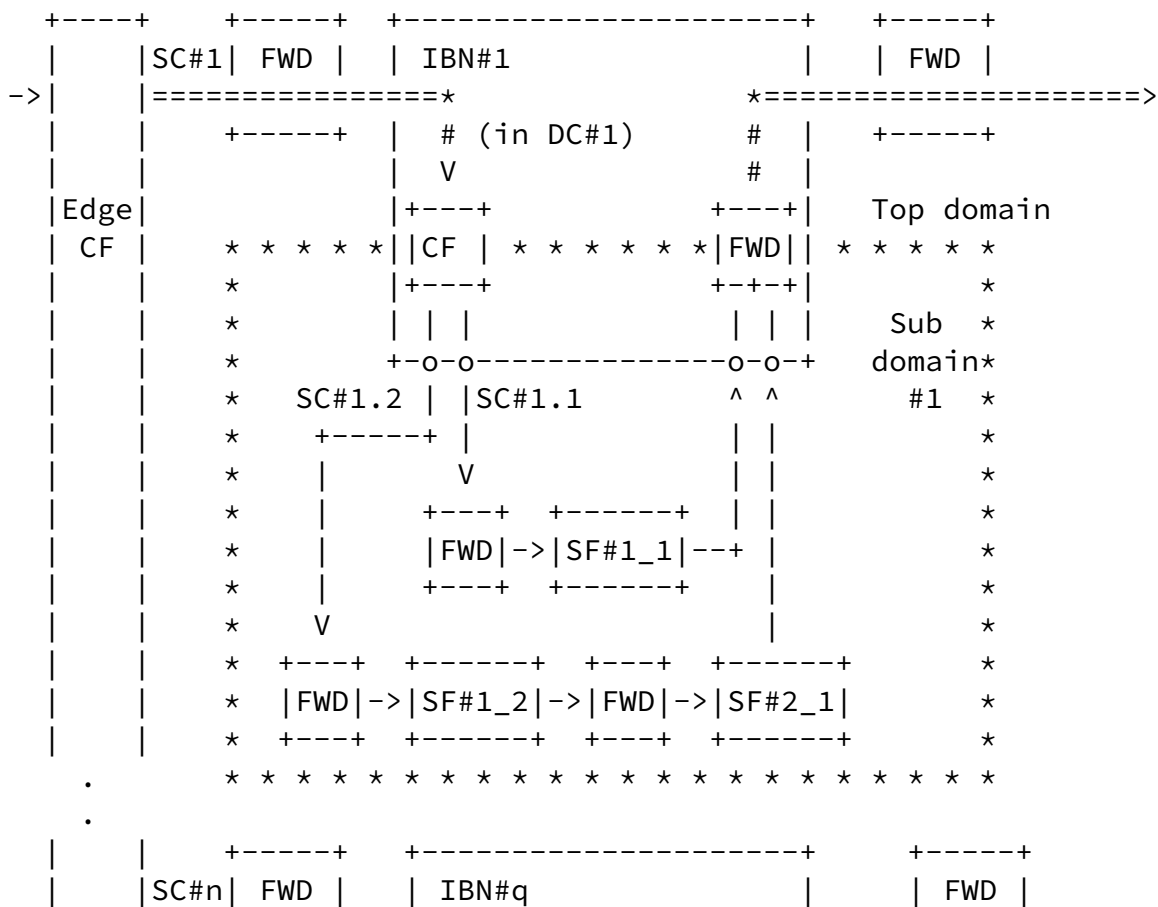 SC#1 FWD IBN#1 FWD
(in DC#1)
Edge Top domain
CF CF FWD
Sub
domain
SC#1.2 SC#1.1 #1
FWD SF#1_1
FWD SF#1_2 FWD SF#2_1
SC#n FWD IBN#q FWD